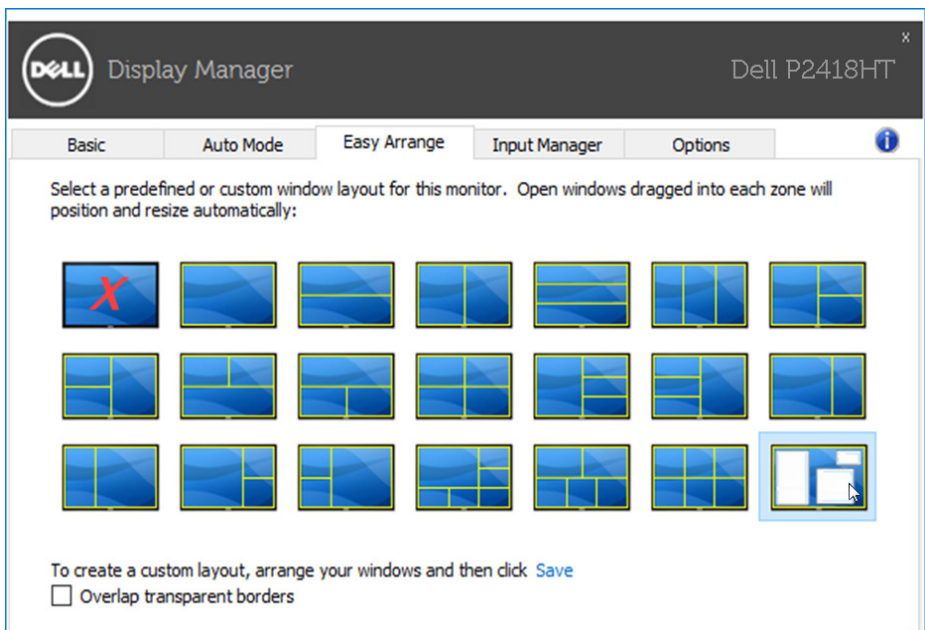 x
DELL Display Manager Dell P2418HT
Basic Auto Mode Easy Arrange Input Manager Options i
Select a predefined or custom window layout for this monitor. Open windows dragged into each zone will
position and resize automatically:
X
To create a custom layout, arrange your windows and then click Save
Overlap transparent borders